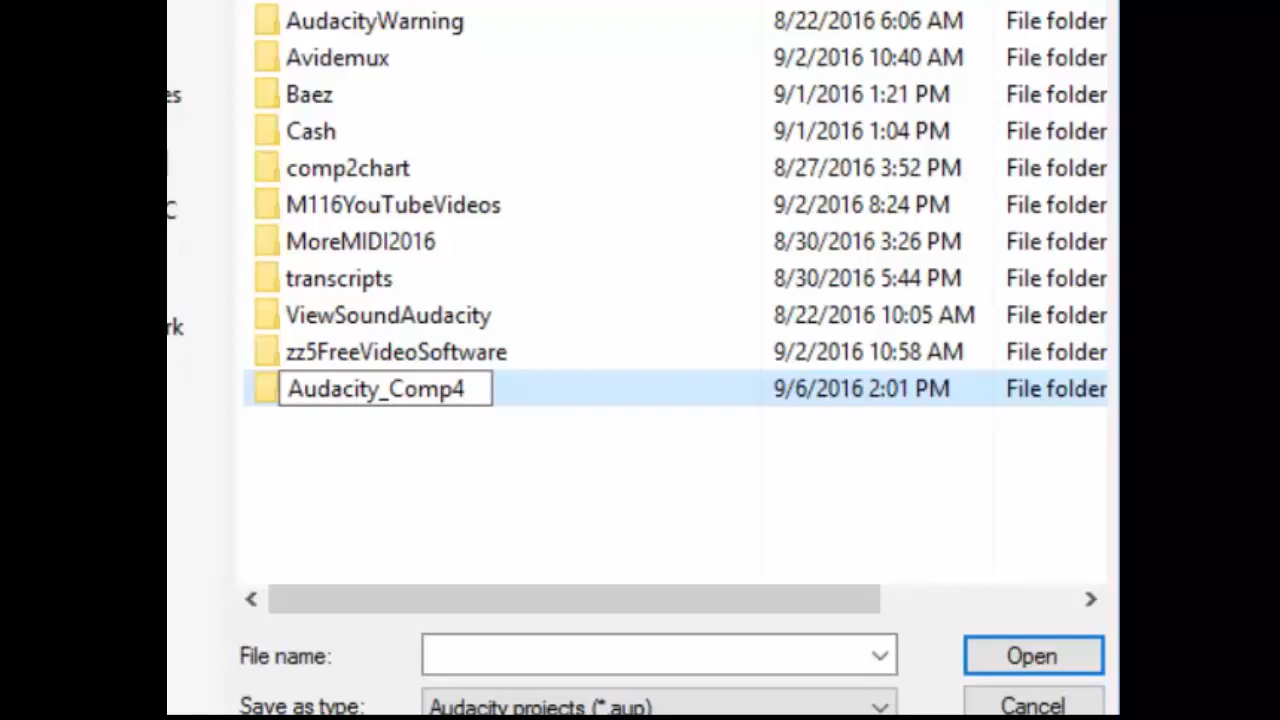 AudacityWarning 8/22/2016 6:06 AM File folder
Avidemux 9/2/2016 10:40 AM File folder
es Baez 9/1/2016 1:21 PM File folder
Cash 9/1/2016 1:04 PM File folder
comp2chart 8/27/2016 3:52 PM File folder
C M116YouTubeVideos 9/2/2016 8:24 PM File folder
MoreMIDI2016 8/30/2016 3:26 PM File folder
transcripts 8/30/2016 5:44 PM File folder
rk ViewSoundAudacity 8/22/2016 10:05 AM File folder
zz5FreeVideoSoftware 9/2/2016 10:58 AM File folder
Audacity_Comp4 9/6/2016 2:01 PM File folder
File name: Open
Save as type: Audacity projects (*.aup) Cancel